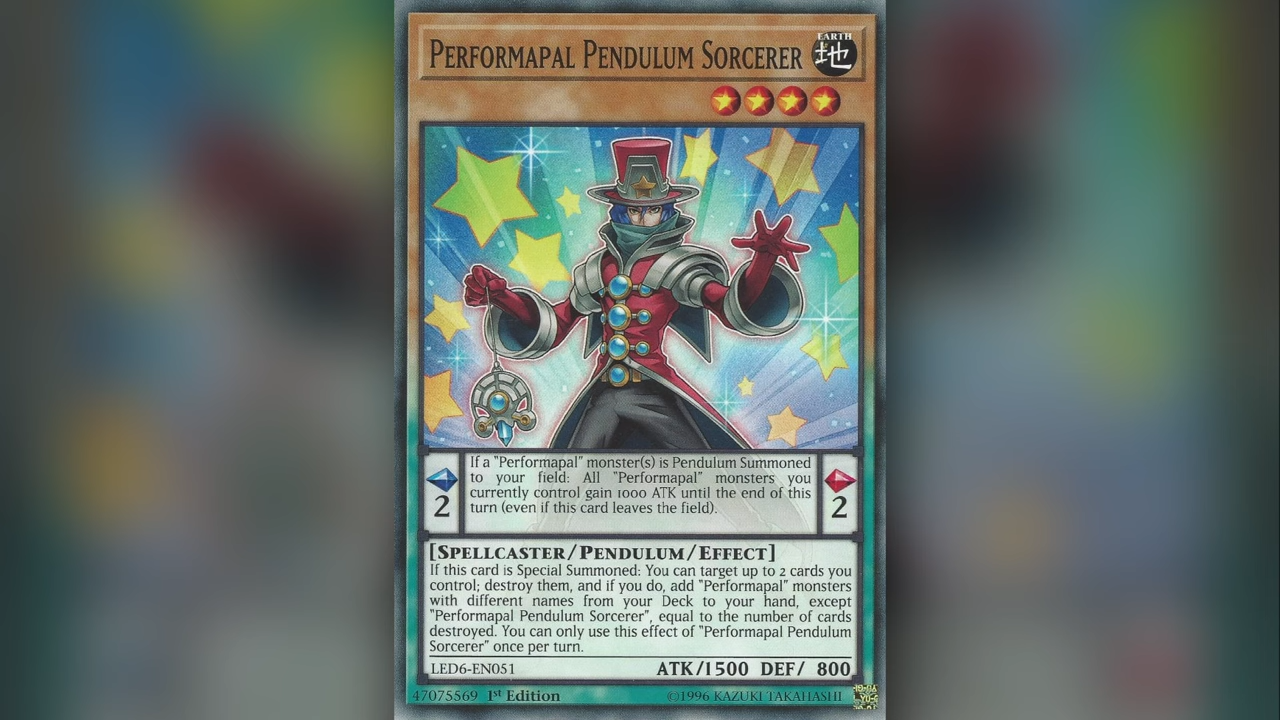 PERFORMAPAL PENDULUM SORCERER
EARTH
地
If a "Performapal" monster(s) is Pendulum Summoned
to your field: All "Performapal" monsters you
currently control gain 1000 ATK until the end of this
turn (even if this card leaves the field).
2
2
[SPELLCASTER/PENDULUM/EFFECT]
If this card is Special Summoned: You can target up to 2 cards you
control; destroy them, and if you do, add "Performapal" monsters
with different names from your Deck to your hand, except
"Performapal Pendulum Sorcerer", equal to the number of cards
destroyed. You can only use this effect of "Performapal Pendulum
Sorcerer" once per turn.
LED6-EN051
ATK/1500 DEF/ 800
47075569 1st Edition
©1996 KAZUKI TAKAHASHI